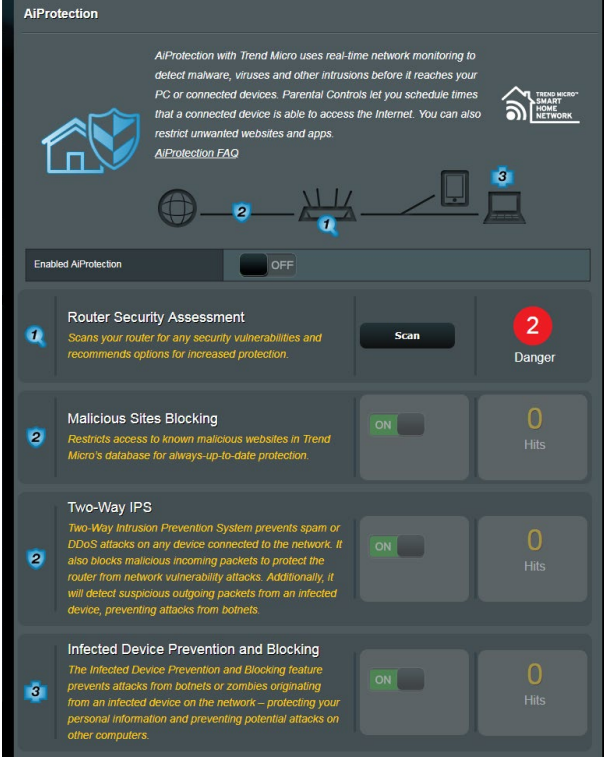 AiProtection
AiProtection with Trend Micro uses real-time network monitoring to
detect malware, viruses and other intrusions before it reaches your
PC or connected devices. Parental Controls let you schedule times
that a connected device is able to access the Internet. You can also
restrict unwanted websites and apps.
AiProtection FAQ
TREND MICRO™
SMART
HOME
NETWORK
3
2
1
Enabled AiProtection
OFF
1
Router Security Assessment
Scans your router for any security vulnerabilities and
recommends options for increased protection.
Scan
2
Danger
2
Malicious Sites Blocking
Restricts access to known malicious websites in Trend
Micro's database for always-up-to-date protection.
ON
0
Hits
2
Two-Way IPS
Two-Way Intrusion Prevention System prevents spam or
DDoS attacks on any device connected to the network. It
also blocks malicious incoming packets to protect the
router from network vulnerability attacks. Additionally, it
will detect suspicious outgoing packets from an infected
device, preventing attacks from botnets.
ON
0
Hits
3
Infected Device Prevention and Blocking
The Infected Device Prevention and Blocking feature
prevents attacks from botnets or zombies originating
from an infected device on the network – protecting your
personal information and preventing potential attacks on
other computers.
ON
0
Hits